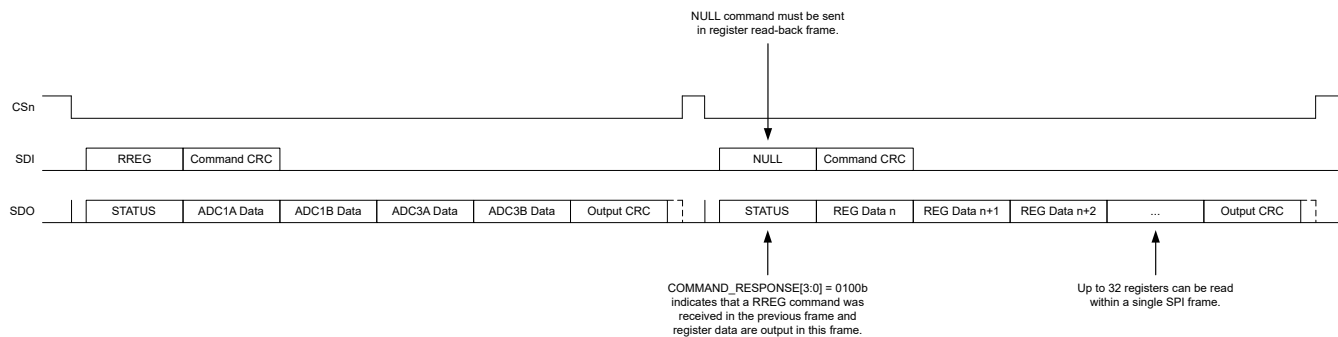 NULL command must be sent
in register read-back frame.
CSn
SDI
RREG
Command CRC
NULL
Command CRC
SDO
STATUS
ADC1A Data
ADC1B Data
ADC3A Data
ADC3B Data
Output CRC
STATUS
REG Data n
REG Data n+1
REG Data n+2
...
Output CRC
COMMAND_RESPONSE[3:0] = 0100b
indicates that a RREG command was
received in the previous frame and
register data are output in this frame.
Up to 32 registers can be read
within a single SPI frame.